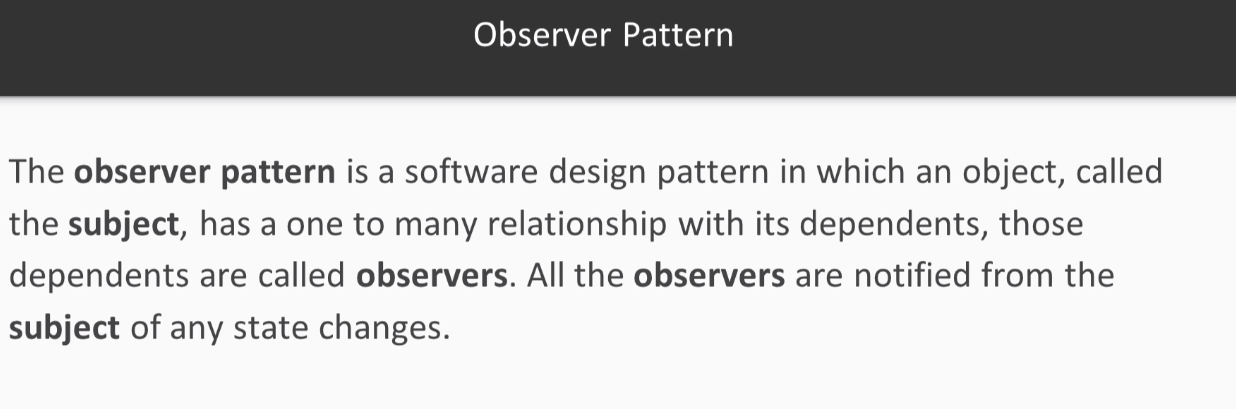 Observer Pattern
The observer pattern is a software design pattern in which an object, called
the subject, has a one to many relationship with its dependents, those
dependents are called observers. All the observers are notified from the
subject of any state changes.